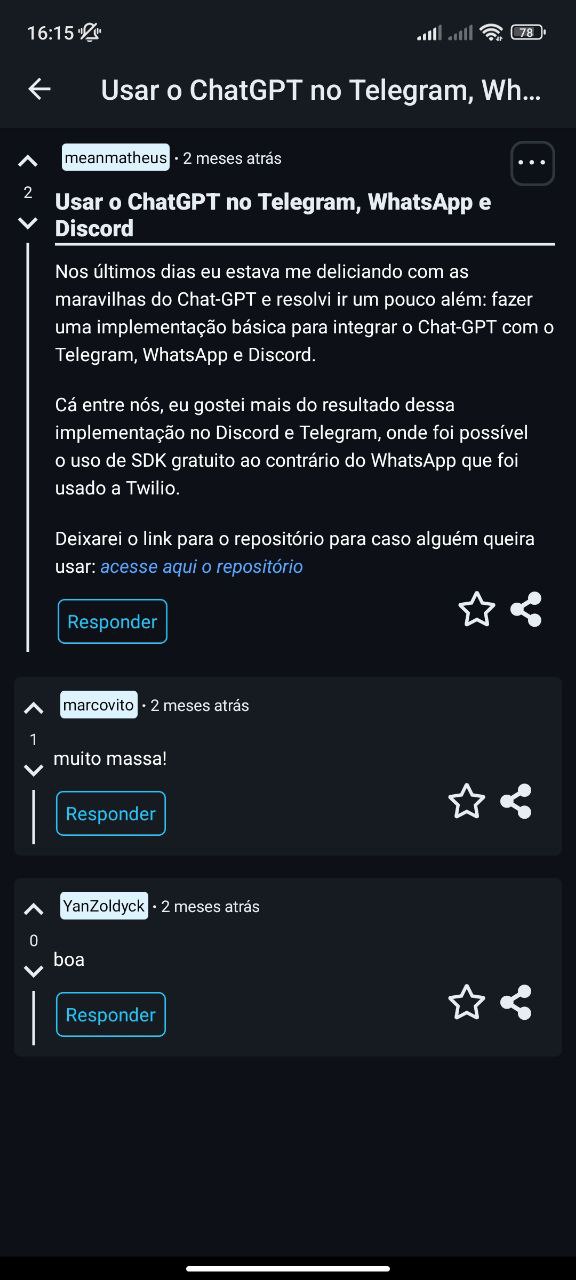 16:15
78
Usar o ChatGPT no Telegram, Wh...
meanmatheus • 2 meses atrás
2
Usar o ChatGPT no Telegram, WhatsApp e
Discord
Nos últimos dias eu estava me deliciando com as
maravilhas do Chat-GPT e resolvi ir um pouco além: fazer
uma implementação básica para integrar o Chat-GPT com o
Telegram, WhatsApp e Discord.
Cá entre nós, eu gostei mais do resultado dessa
implementação no Discord e Telegram, onde foi possível
o uso de SDK gratuito ao contrário do WhatsApp que foi
usado a Twilio.
Deixarei o link para o repositório para caso alguém queira
usar: acesse aqui o repositório
Responder
marcovito • 2 meses atrás
1
muito massa!
Responder
YanZoldyck • 2 meses atrás
0
boa
Responder